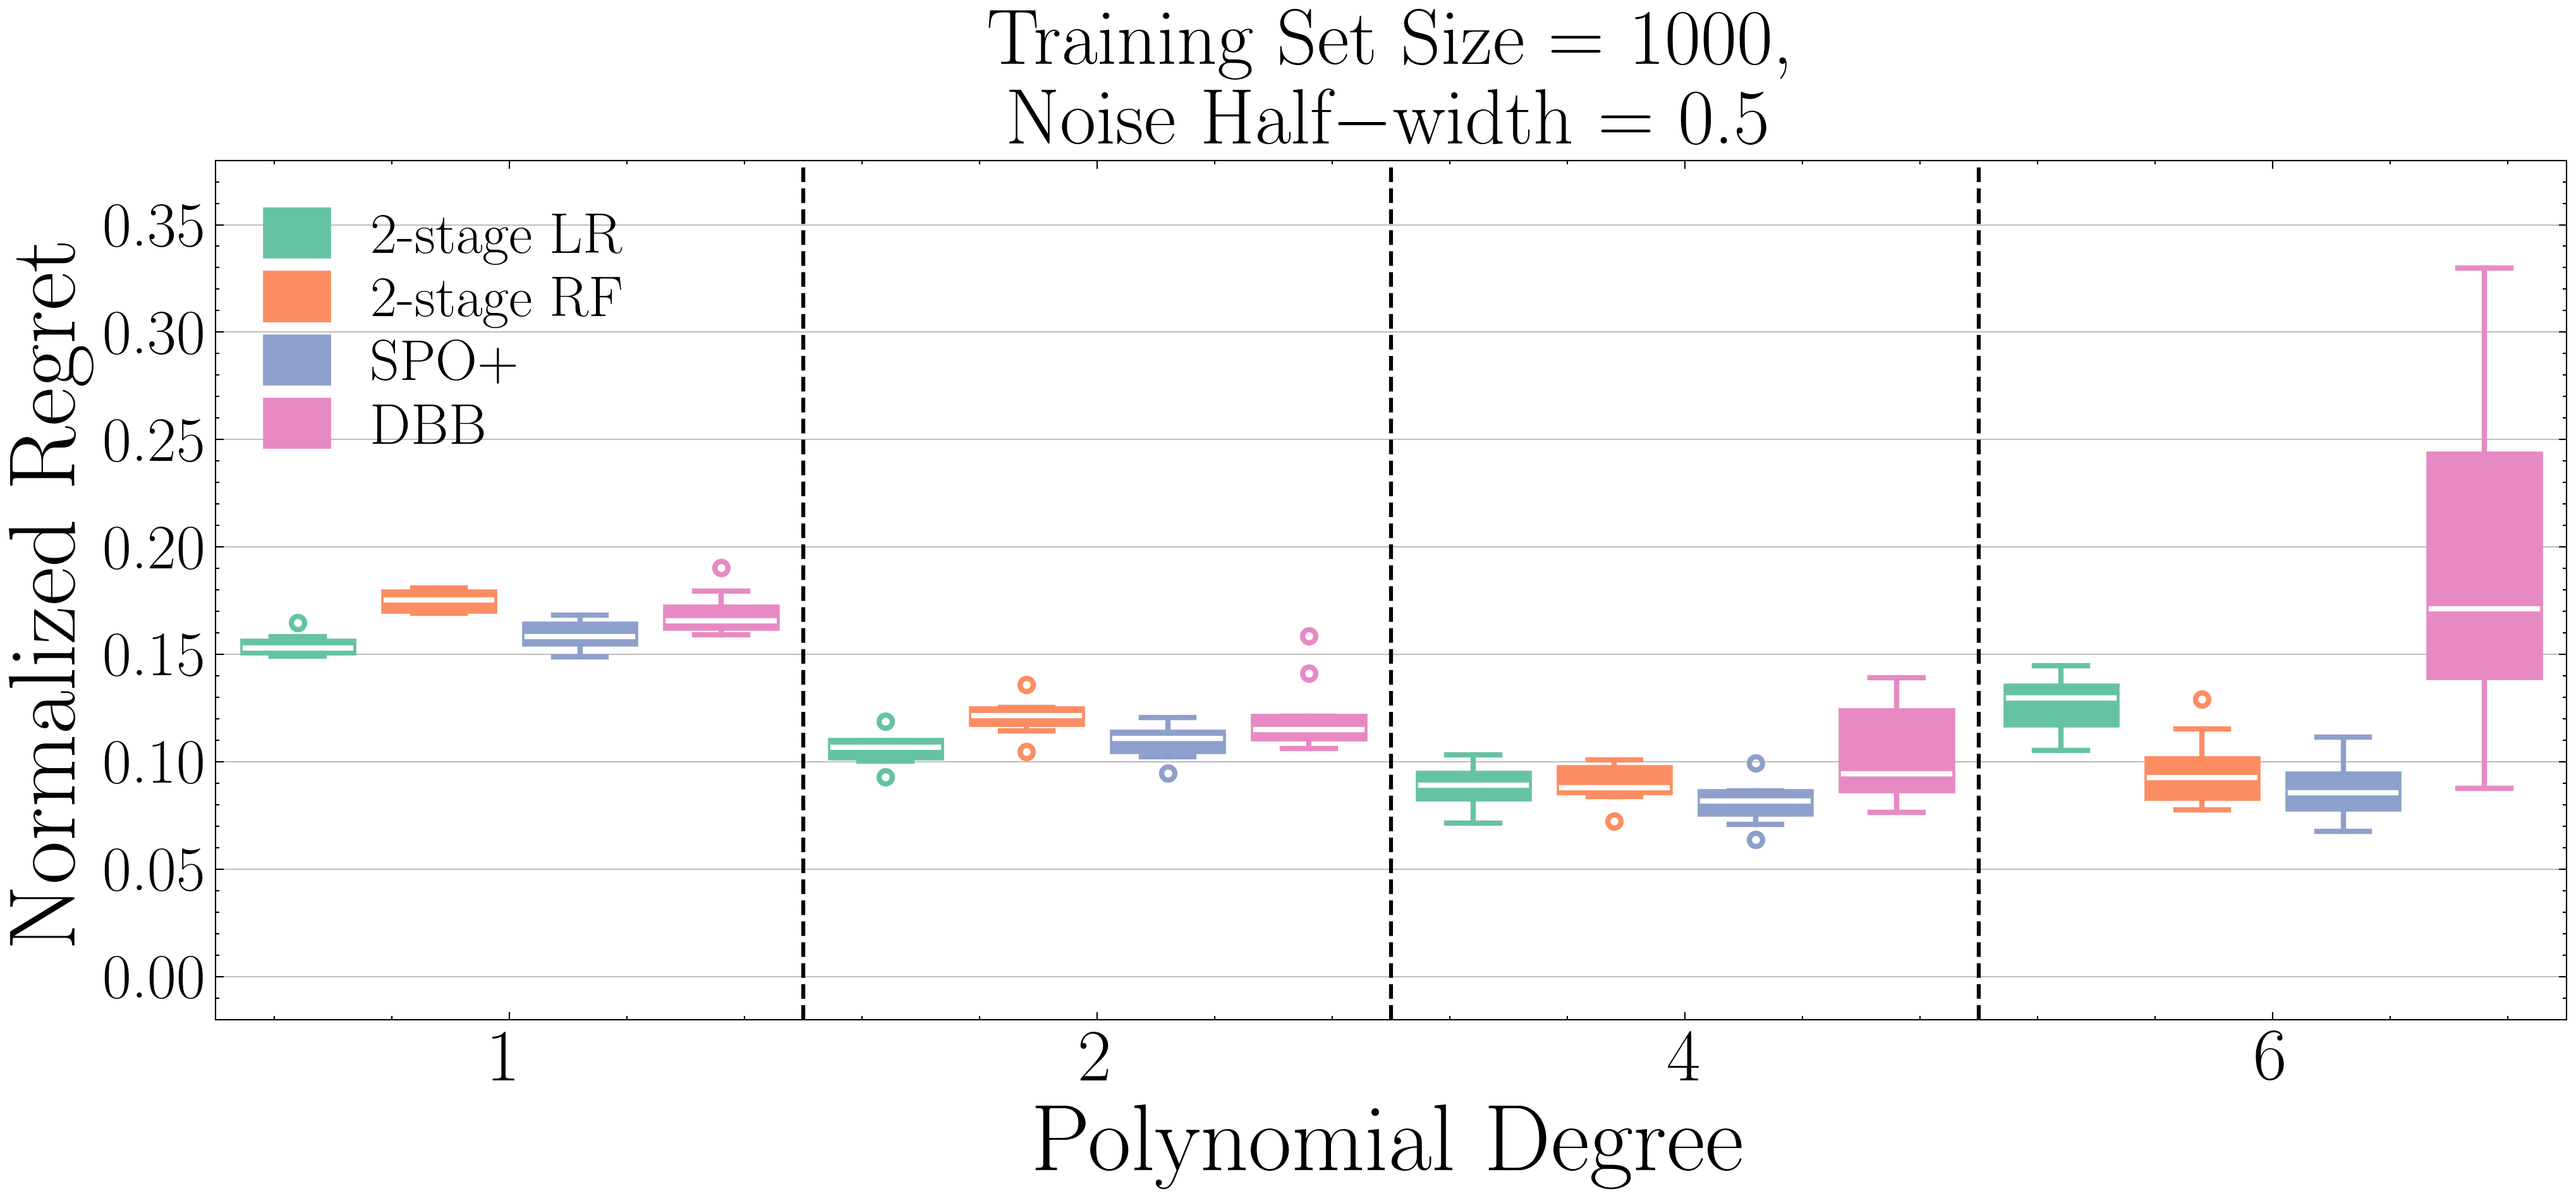 Training Set Size = 1000,
Noise Half−width = 0.5
Normalized Regret
0.35
0.30
0.25
0.20
0.15
0.10
0.05
0.00
2-stage LR
2-stage RF
SPO+
DBB
1
2
4
6
Polynomial Degree